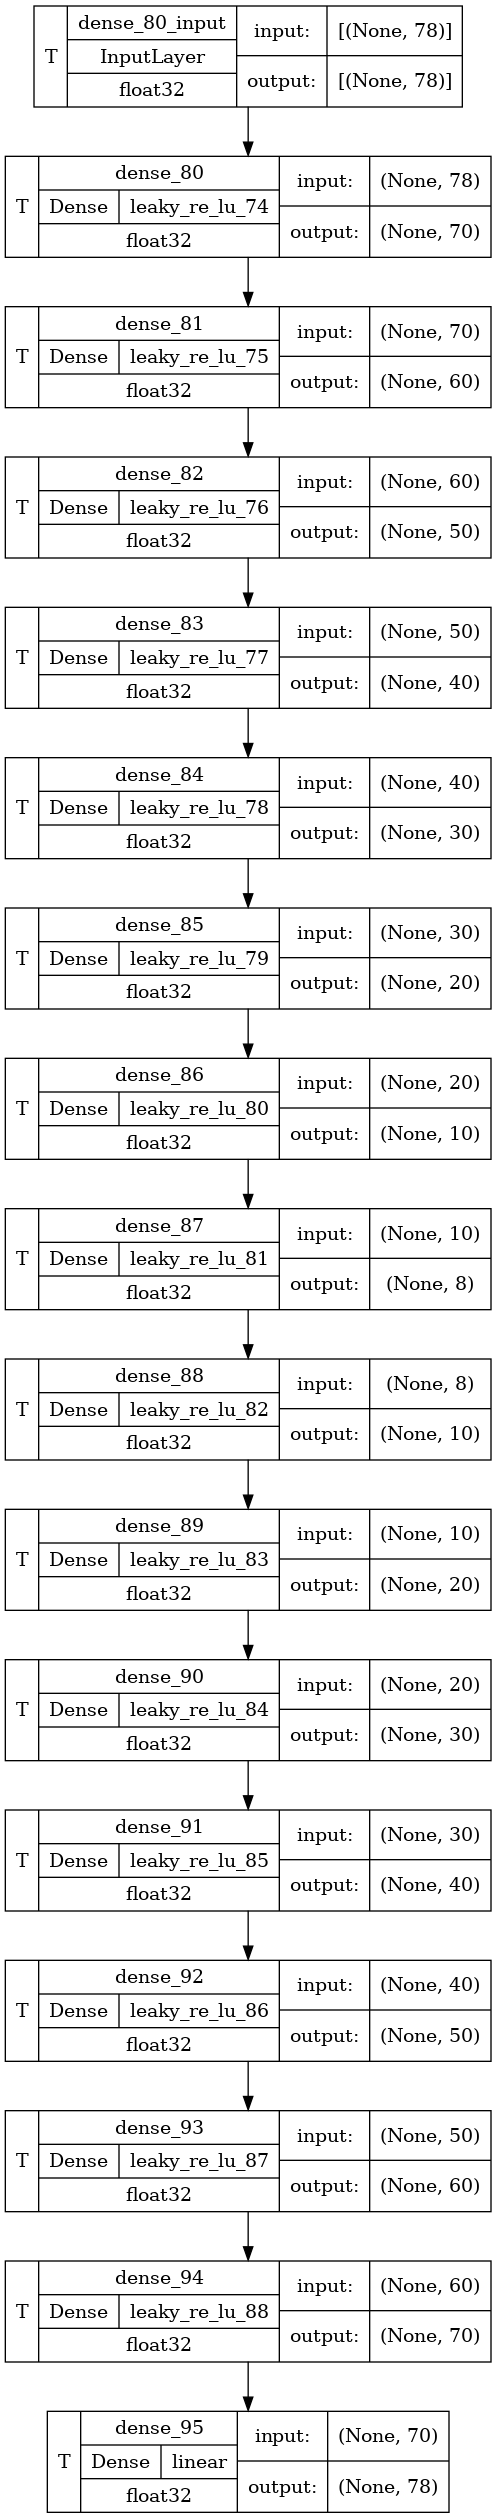 T dense_80_input InputLayer float32 input: [(None, 78)] output: [(None, 78)]
T dense_80 Dense leaky_re_lu_74 float32 input: (None, 78) output: (None, 70)
T dense_81 Dense leaky_re_lu_75 float32 input: (None, 70) output: (None, 60)
T dense_82 Dense leaky_re_lu_76 float32 input: (None, 60) output: (None, 50)
T dense_83 Dense leaky_re_lu_77 float32 input: (None, 50) output: (None, 40)
T dense_84 Dense leaky_re_lu_78 float32 input: (None, 40) output: (None, 30)
T dense_85 Dense leaky_re_lu_79 float32 input: (None, 30) output: (None, 20)
T dense_86 Dense leaky_re_lu_80 float32 input: (None, 20) output: (None, 10)
T dense_87 Dense leaky_re_lu_81 float32 input: (None, 10) output: (None, 8)
T dense_88 Dense leaky_re_lu_82 float32 input: (None, 8) output: (None, 10)
T dense_89 Dense leaky_re_lu_83 float32 input: (None, 10) output: (None, 20)
T dense_90 Dense leaky_re_lu_84 float32 input: (None, 20) output: (None, 30)
T dense_91 Dense leaky_re_lu_85 float32 input: (None, 30) output: (None, 40)
T dense_92 Dense leaky_re_lu_86 float32 input: (None, 40) output: (None, 50)
T dense_93 Dense leaky_re_lu_87 float32 input: (None, 50) output: (None, 60)
T dense_94 Dense leaky_re_lu_88 float32 input: (None, 60) output: (None, 70)
T dense_95 Dense linear float32 input: (None, 70) output: (None, 78)